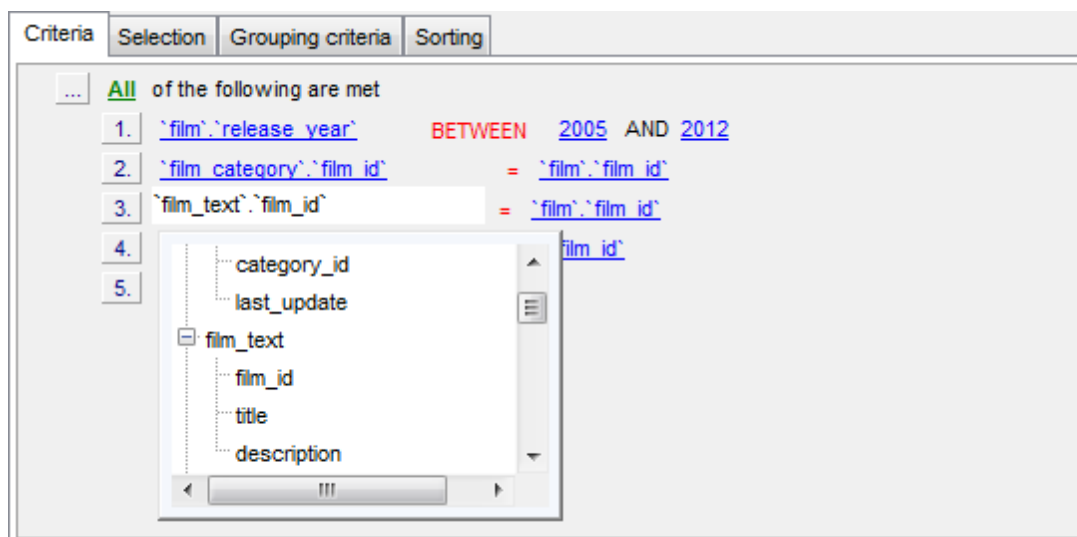 Criteria Selection Grouping criteria Sorting
... All of the following are met
1. `film`.`release_year` BETWEEN 2005 AND 2012
2. `film_category`.`film_id` = `film`.`film_id`
3. `film_text`.`film_id` = `film`.`film_id`
4. film_id`
5.
category_id
last_update
film_text
film_id
title
description